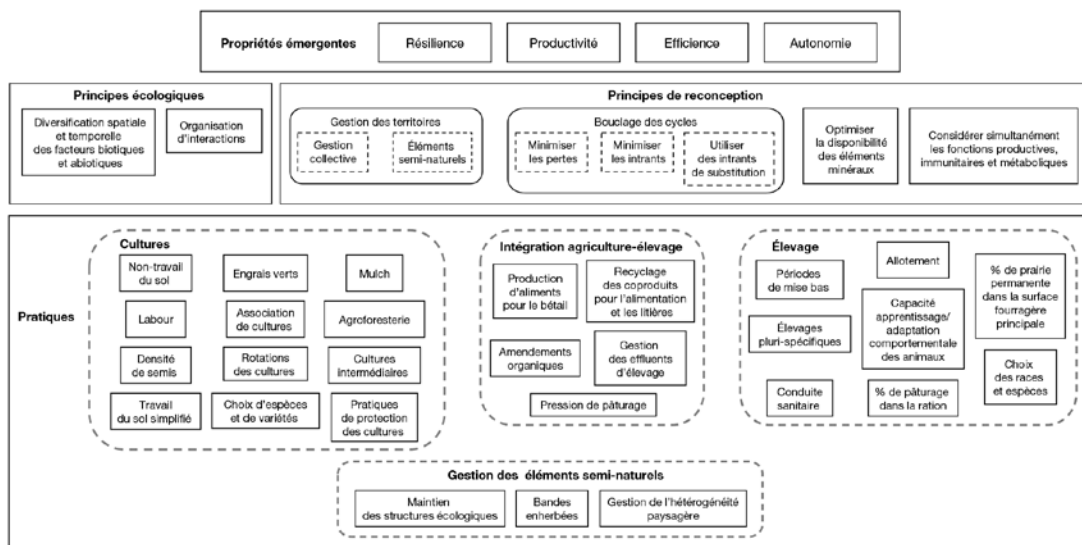 Propriétés émergentes
Résilience
Productivité
Efficience
Autonomie
Principes écologiques
Diversification spatiale
et temporelle
des facteurs biotiques
et abiotiques
Organisation
d'interactions
Principes de reconception
Gestion des territoires
Gestion
collective
Éléments
semi-naturels
Bouclage des cycles
Minimiser
les pertes
Minimiser
les intrants
Utiliser
des intrants
de substitution
Optimiser
la disponibilité
des éléments
minéraux
Considérer simultanément
les fonctions productives,
immunitaires et métaboliques
Pratiques
Cultures
Non-travail
du sol
Engrais verts
Mulch
Labour
Association
de cultures
Agroforesterie
Densité
de semis
Rotations
des cultures
Cultures
intermédiaires
Travail
du sol simplifié
Choix d'espèces
et de variétés
Pratiques
de protection
des cultures
Intégration agriculture-élevage
Production
d'aliments
pour le bétail
Recyclage
des coproduits
pour l'alimentation
et les litières
Amendements
organiques
Gestion
des effluents
d'élevage
Pression de pâturage
Élevage
Périodes
de mise bas
Allotement
% de prairie
permanente
dans la surface
fourragère
principale
Élevages
pluri-spécifiques
Capacité
apprentissage/
adaptation
comportementale
des animaux
Choix
des races
et espèces
Conduite
sanitaire
% de pâturage
dans la ration
Gestion des éléments semi-naturels
Maintien
des structures écologiques
Bandes
enherbées
Gestion de l'hétérogénéité
paysagère